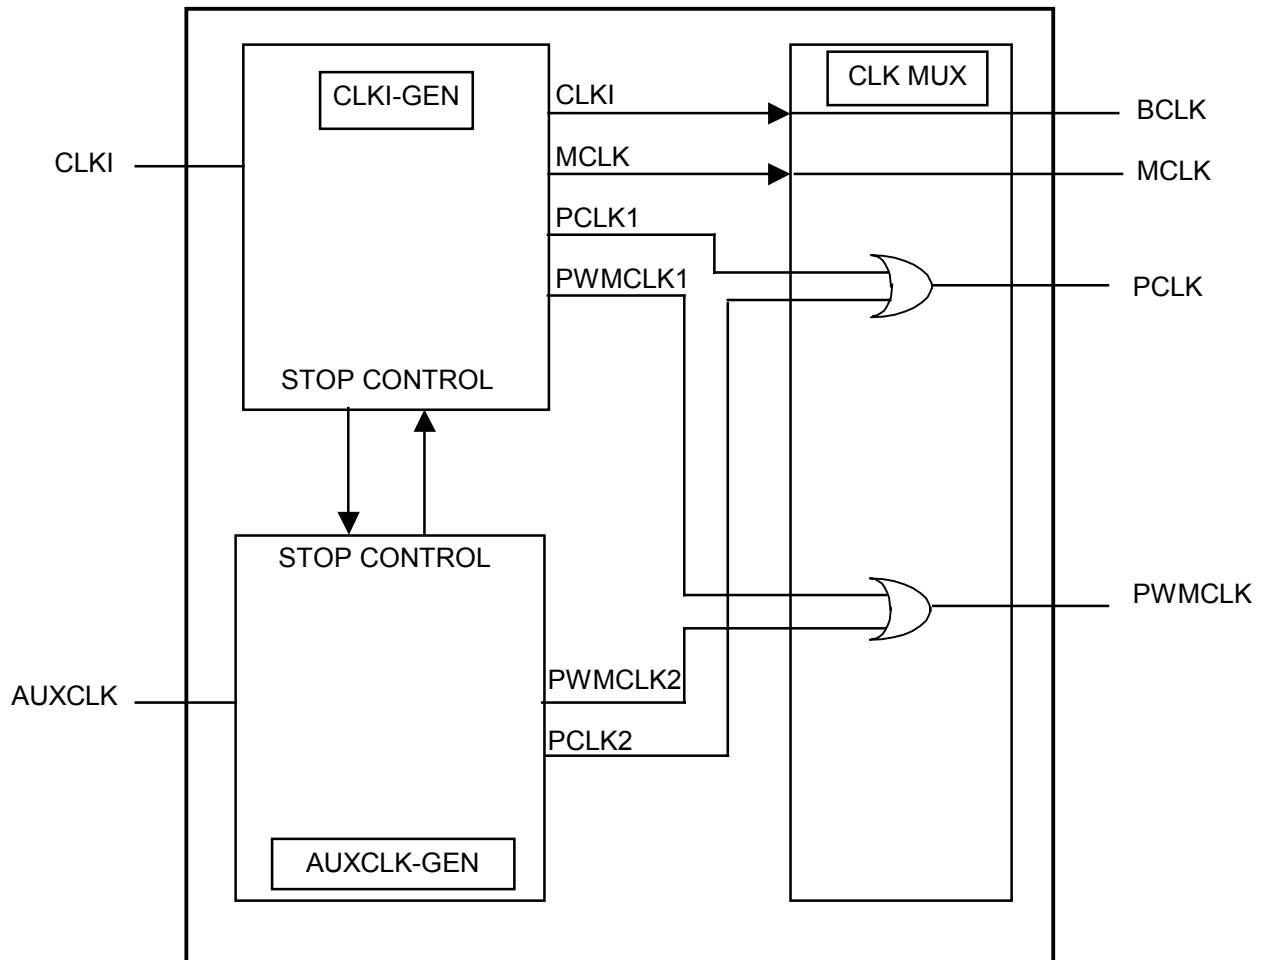 CLKI-GEN
CLK MUX
CLKI
BCLK
CLKI
MCLK
MCLK
PCLK1
PWMCLK1
PCLK
STOP CONTROL
STOP CONTROL
PWMCLK
AUXCLK
PWMCLK2
PCLK2
AUXCLK-GEN